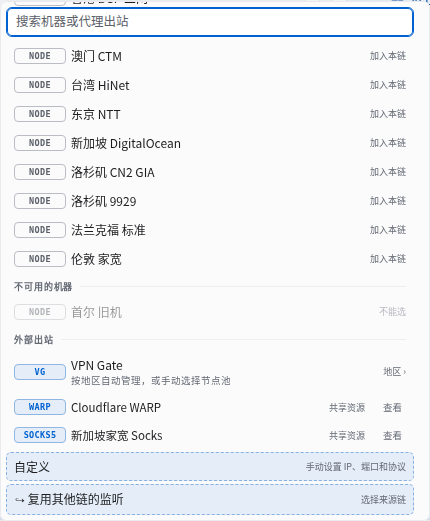 搜索机器或代理出站
NODE 澳门 CTM 加入本链
NODE 台湾 HiNet 加入本链
NODE 东京 NTT 加入本链
NODE 新加坡 DigitalOcean 加入本链
NODE 洛杉矶 CN2 GIA 加入本链
NODE 洛杉矶 9929 加入本链
NODE 法兰克福 标准 加入本链
NODE 伦敦 家宽 加入本链
不可用的机器
NODE 首尔 旧机 不能选
外部出站
VG VPN Gate 地区 ›
按地区自动管理，或手动选择节点池
WARP Cloudflare WARP 共享资源 查看
SOCKS5 新加坡家宽 Socks 共享资源 查看
自定义 手动设置 IP、端口和协议
↪ 复用其他链的监听 选择来源链